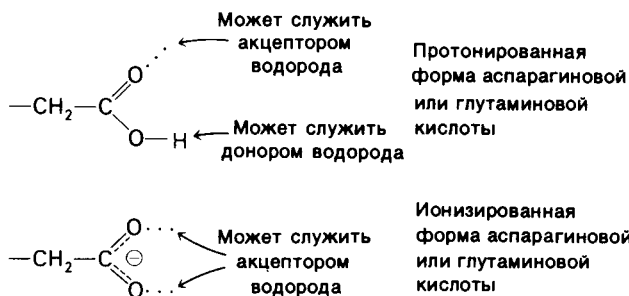 Может служить
акцептором
водорода
Протонированная
форма аспарагиновой
или глутаминовой
кислоты
O···
—CH₂—C
O—H
Может служить
донором водорода
Ионизированная
форма аспарагиновой
или глутаминовой
кислоты
O···
—CH₂—C ⊖
O···
Может служить
акцептором
водорода